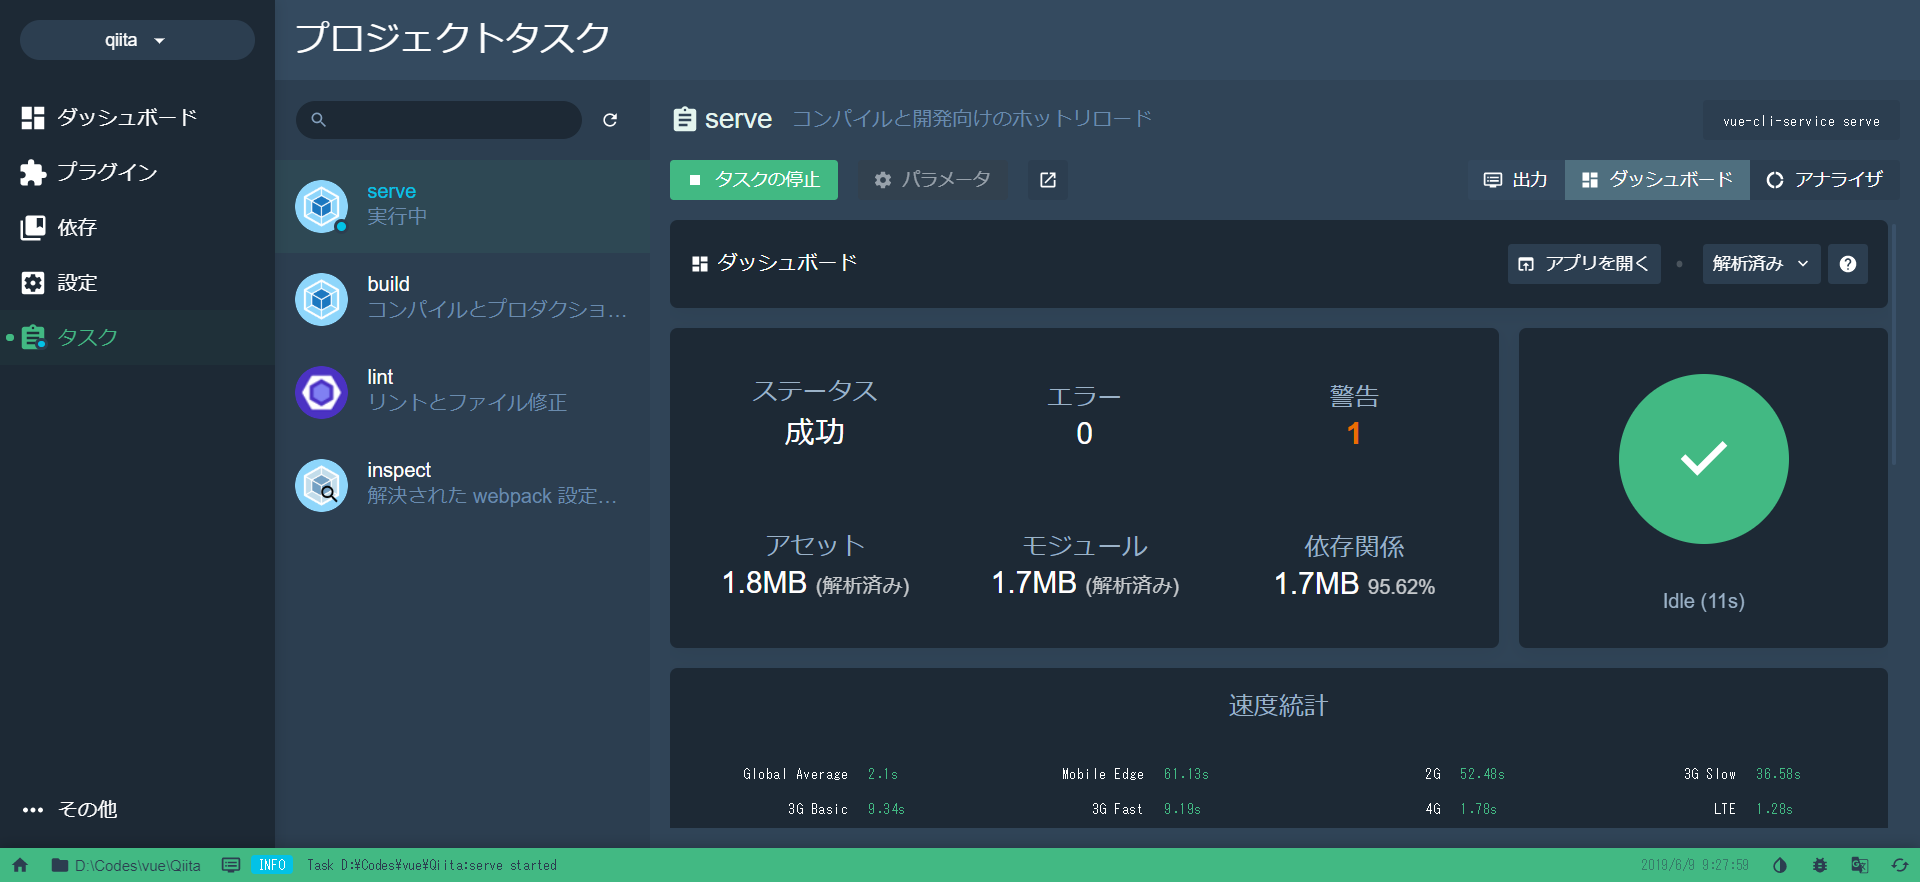 qiita
プロジェクトタスク
ダッシュボード
プラグイン
依存
設定
タスク
その他
serve
実行中
build
コンパイルとプロダクショ...
lint
リントとファイル修正
inspect
解決された webpack 設定...
serve コンパイルと開発向けのホットリロード
vue-cli-service serve
タスクの停止 パラメータ
出力 ダッシュボード アナライザ
ダッシュボード
アプリを開く 解析済み
ステータス
成功
エラー
0
警告
1
アセット
1.8MB (解析済み)
モジュール
1.7MB (解析済み)
依存関係
1.7MB 95.62%
Idle (11s)
速度統計
Global Average 2.1s Mobile Edge 61.13s 2G 52.48s 3G Slow 36.58s
3G Basic 9.34s 3G Fast 9.19s 4G 1.78s LTE 1.28s
D:\Codes\vue\Qiita INFO Task D:¥Codes¥vue¥Qiita:serve started 2019/6/9 9:27:59